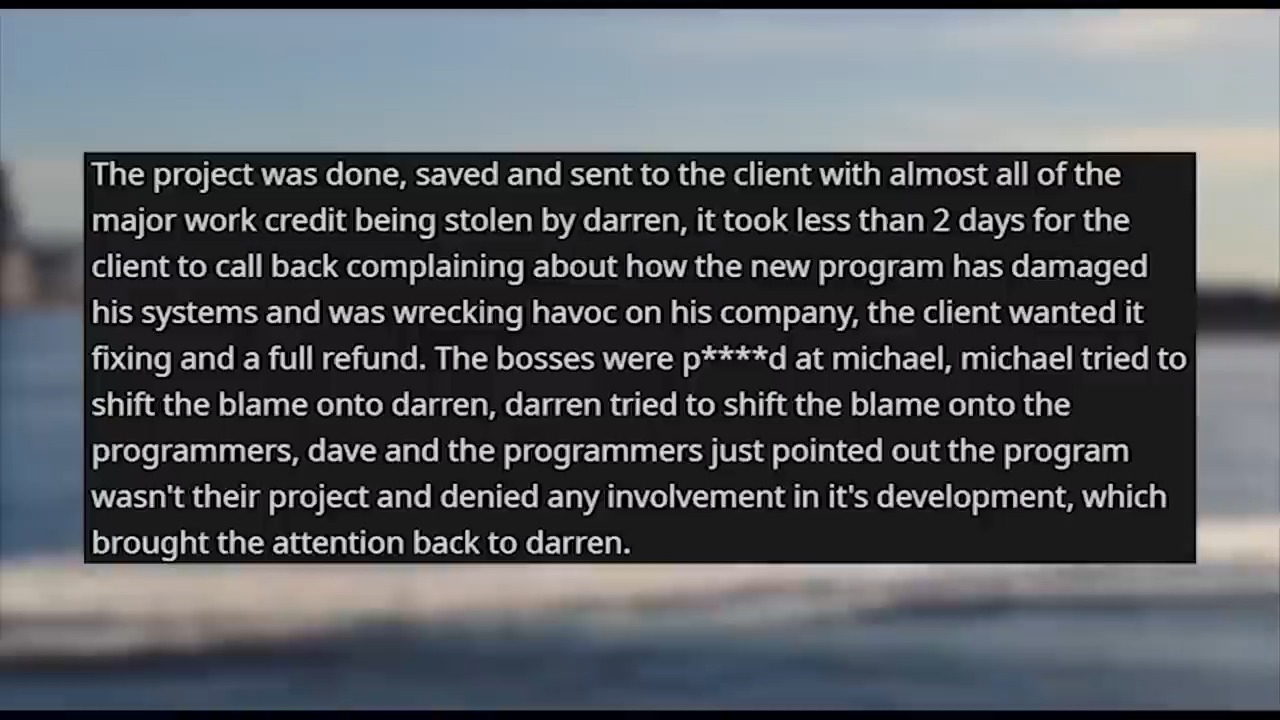 The project was done, saved and sent to the client with almost all of the
major work credit being stolen by darren, it took less than 2 days for the
client to call back complaining about how the new program has damaged
his systems and was wrecking havoc on his company, the client wanted it
fixing and a full refund. The bosses were p****d at michael, michael tried to
shift the blame onto darren, darren tried to shift the blame onto the
programmers, dave and the programmers just pointed out the program
wasn't their project and denied any involvement in it's development, which
brought the attention back to darren.